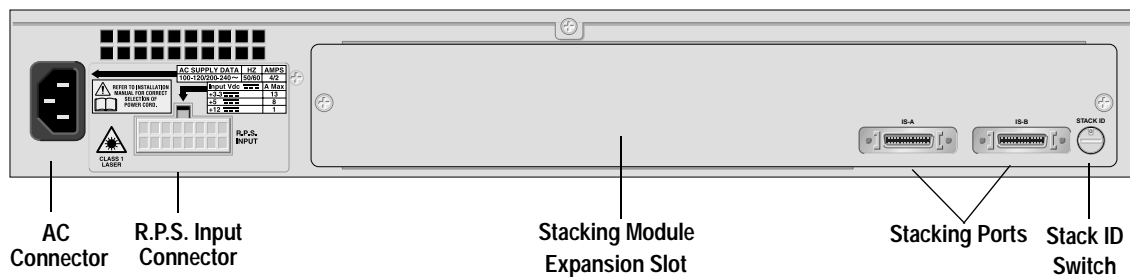 AC SUPPLY DATA HZ AMPS
100-120/200-240~ 50/60 4/2
REFER TO INSTALLATION
MANUAL FOR CORRECT
SELECTION OF
POWER CORD.
Input Vdc A Max
+3.3 13
+5 8
+12 1
R.P.S.
INPUT
CLASS 1
LASER
IS-A
IS-B
STACK ID
AC
Connector
R.P.S. Input
Connector
Stacking Module
Expansion Slot
Stacking Ports
Stack ID
Switch